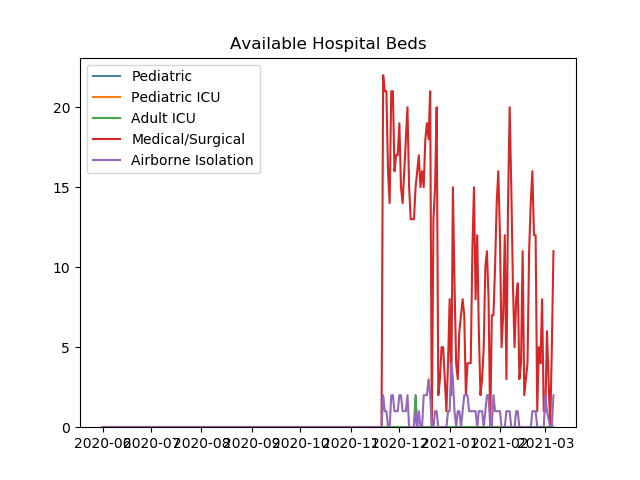 Available Hospital Beds
Pediatric
Pediatric ICU
Adult ICU
Medical/Surgical
Airborne Isolation
20
15
10
5
0
2020-06 2020-07 2020-08 2020-09 2020-10 2020-11 2020-12 2021-01 2021-02 2021-03